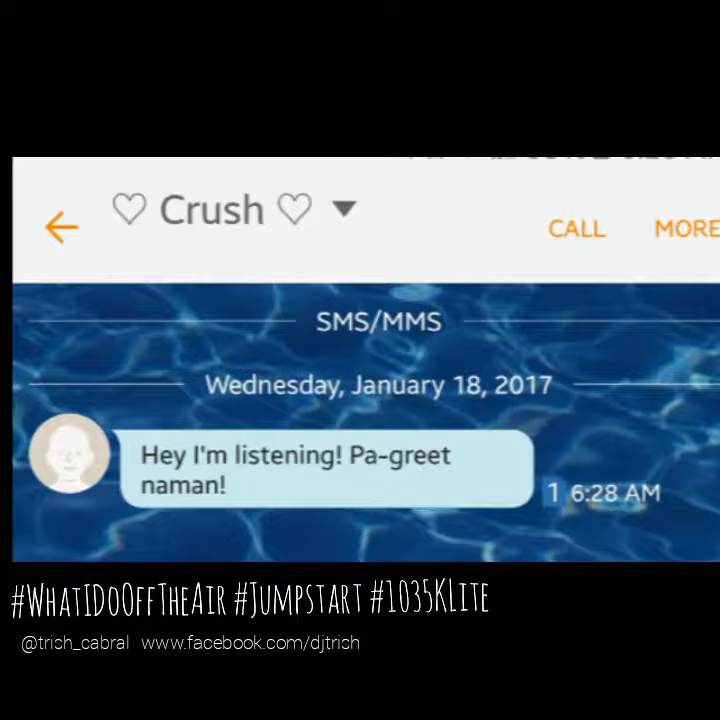 ♡ Crush ♡
CALL MORE
SMS/MMS
Wednesday, January 18, 2017
Hey I'm listening! Pa-greet
naman!
1 6:28 AM
#WhatIDoOffTheAir #Jumpstart #1035KLite
@trish_cabral www.facebook.com/djtrish